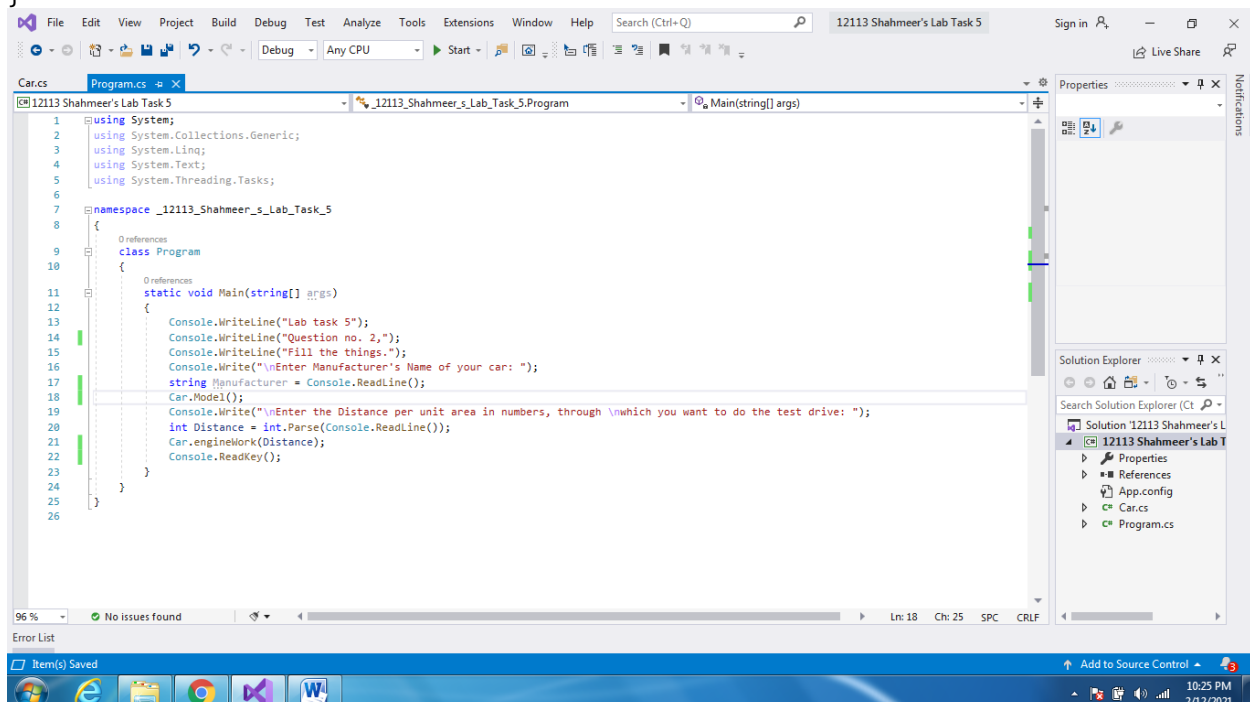 }
File Edit View Project Build Debug Test Analyze Tools Extensions Window Help Search (Ctrl+Q) 12113 Shahmeer's Lab Task 5 Sign in
Debug Any CPU Start Live Share
Car.cs Program.cs Properties
Notifications
C# 12113 Shahmeer's Lab Task 5 _12113_Shahmeer_s_Lab_Task_5.Program Main(string[] args)
1 using System;
2 using System.Collections.Generic;
3 using System.Linq;
4 using System.Text;
5 using System.Threading.Tasks;
6
7 namespace _12113_Shahmeer_s_Lab_Task_5
8 {
0 references
9 class Program
10 {
0 references
11 static void Main(string[] args)
12 {
13 Console.WriteLine("Lab task 5");
14 Console.WriteLine("Question no. 2,");
15 Console.WriteLine("Fill the things.");
16 Console.Write("\nEnter Manufacturer's Name of your car: ");
17 string Manufacturer = Console.ReadLine();
18 Car.Model();
19 Console.Write("\nEnter the Distance per unit area in numbers, through \nwhich you want to do the test drive: ");
20 int Distance = int.Parse(Console.ReadLine());
21 Car.engineWork(Distance);
22 Console.ReadKey();
23 }
24 }
25 }
26
Solution Explorer
Search Solution Explorer (Ct
Solution '12113 Shahmeer's L
C# 12113 Shahmeer's Lab T
Properties
References
App.config
C# Car.cs
C# Program.cs
96 % No issues found Ln: 18 Ch: 25 SPC CRLF
Error List
Item(s) Saved Add to Source Control 3
W
10:25 PM
2/12/2021